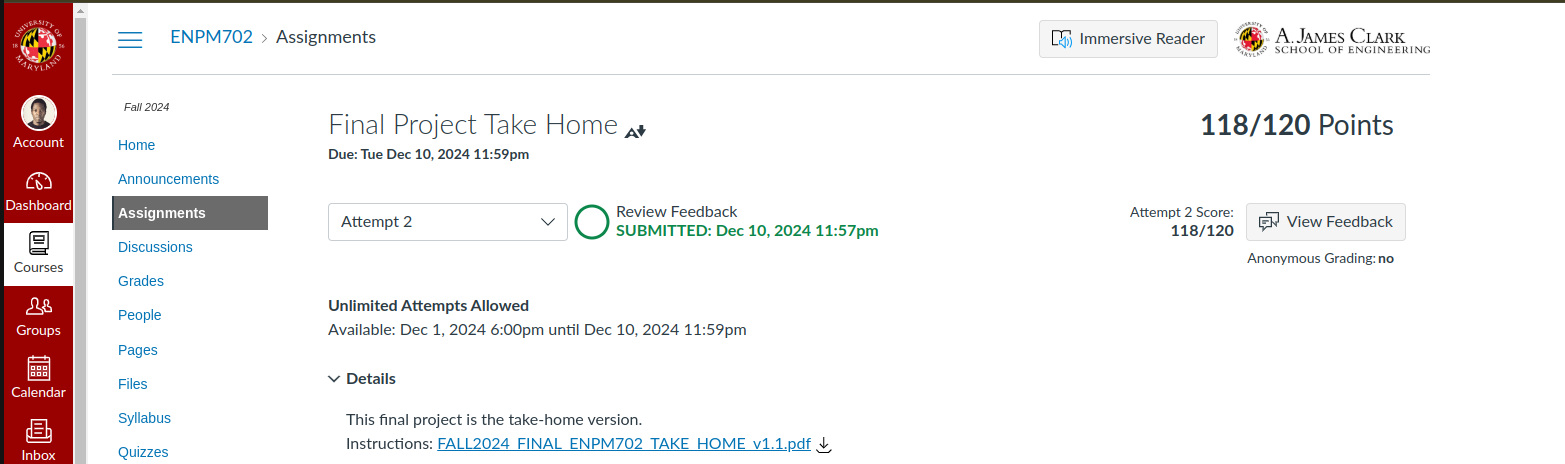 UNIVERSITY OF
18 56
MARYLAND
Account
Dashboard
Courses
Groups
Calendar
Inbox
ENPM702 > Assignments
Immersive Reader
A. JAMES CLARK
SCHOOL OF ENGINEERING
Fall 2024
Home
Announcements
Assignments
Discussions
Grades
People
Pages
Files
Syllabus
Quizzes
Final Project Take Home
118/120 Points
Due: Tue Dec 10, 2024 11:59pm
Attempt 2
Review Feedback
SUBMITTED: Dec 10, 2024 11:57pm
Attempt 2 Score:
118/120
View Feedback
Anonymous Grading: no
Unlimited Attempts Allowed
Available: Dec 1, 2024 6:00pm until Dec 10, 2024 11:59pm
Details
This final project is the take-home version.
Instructions: FALL2024_FINAL_ENPM702_TAKE_HOME_v1.1.pdf